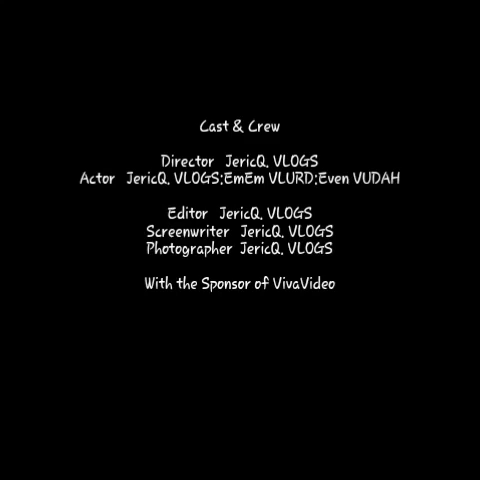 Cast & Crew
Director JericQ. VLOGS
Actor JericQ. VLOGS;EmEm VLURD;Even VUDAH
Editor JericQ. VLOGS
Screenwriter JericQ. VLOGS
Photographer JericQ. VLOGS
With the Sponsor of VivaVideo